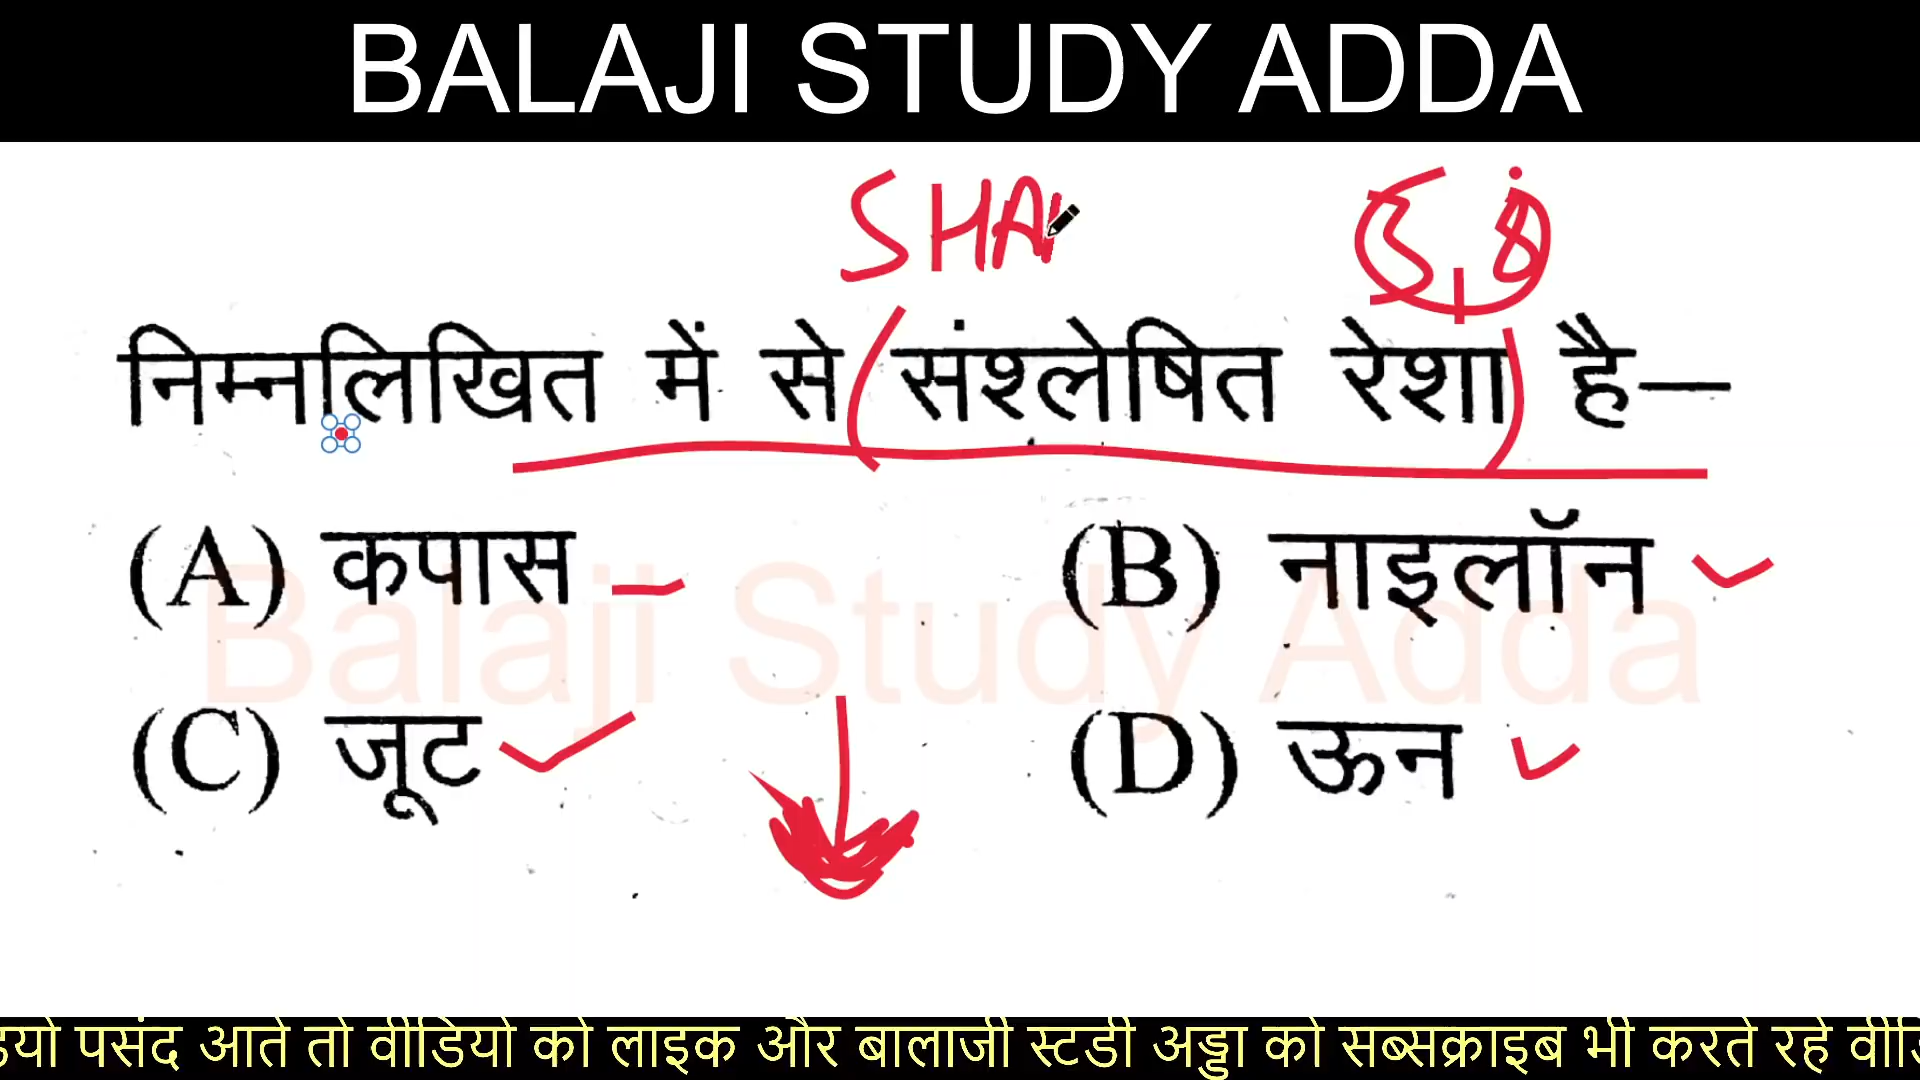 BALAJI STUDY ADDA
SHA
निम्नलिखित में से ( संश्लेषित रेशा ) है—
(A) कपास
(B) नाइलॉन
Balaji Study Adda
(C) जूट
(D) ऊन
पसंद आते तो वीडियो को लाइक और बालाजी स्टडी अड्डा को सब्सक्राइब भी करते रहे